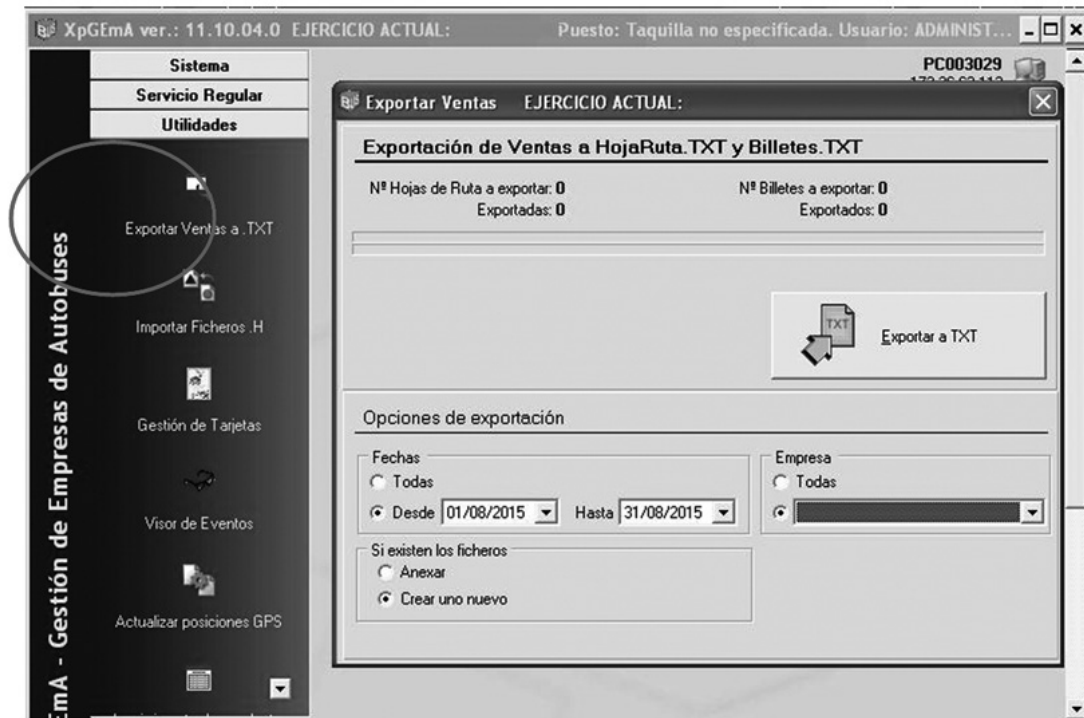 XpGEmA ver.: 11.10.04.0 EJERCICIO ACTUAL: Puesto: Taquilla no especificada. Usuario: ADMINIST...
PC003029
Sistema
Servicio Regular
Utilidades
Exportar Ventas a .TXT
Importar Ficheros .H
Gestión de Tarjetas
Visor de Eventos
Actualizar posiciones GPS
EmA - Gestión de Empresas de Autobuses
Exportar Ventas EJERCICIO ACTUAL:
Exportación de Ventas a HojaRuta.TXT y Billetes.TXT
Nº Hojas de Ruta a exportar: 0 Nº Billetes a exportar: 0
Exportadas: 0 Exportados: 0
TXT
Exportar a TXT
Opciones de exportación
Fechas
Todas
Desde 01/08/2015 Hasta 31/08/2015
Empresa
Todas
Si existen los ficheros
Anexar
Crear uno nuevo